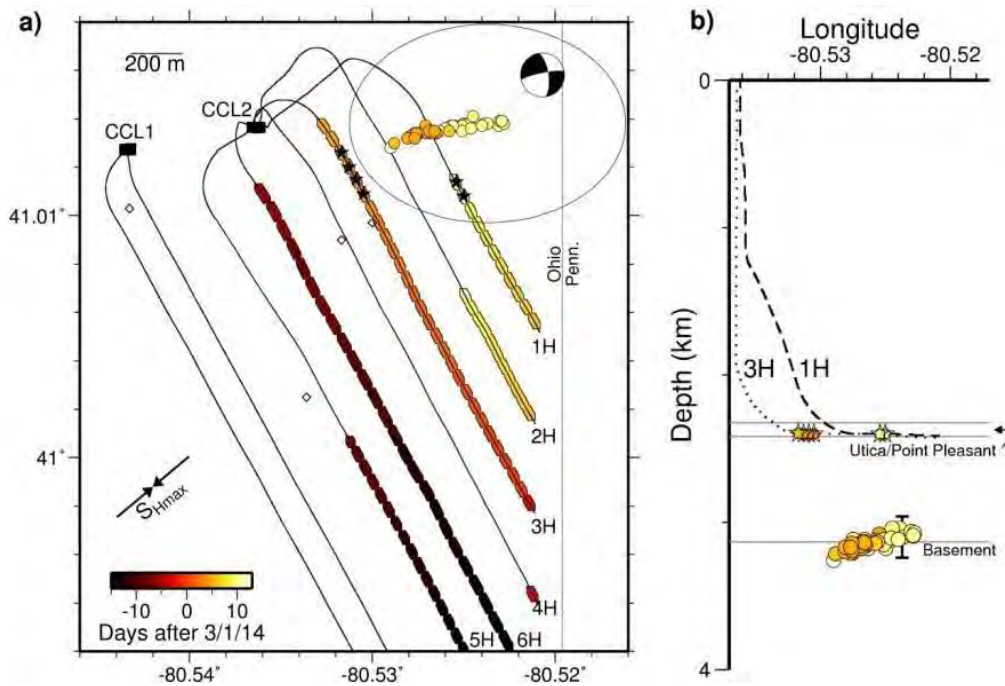 a)
200 m
CCL1
CCL2
41.01°
41°
Ohio
Penn.
1H
2H
3H
4H
5H
6H
SHmax
-10 0 10
Days after 3/1/14
-80.54° -80.53° -80.52°
b)
Longitude
-80.53 -80.52
0
Depth (km)
3H 1H
Utica/Point Pleasant
Basement
4